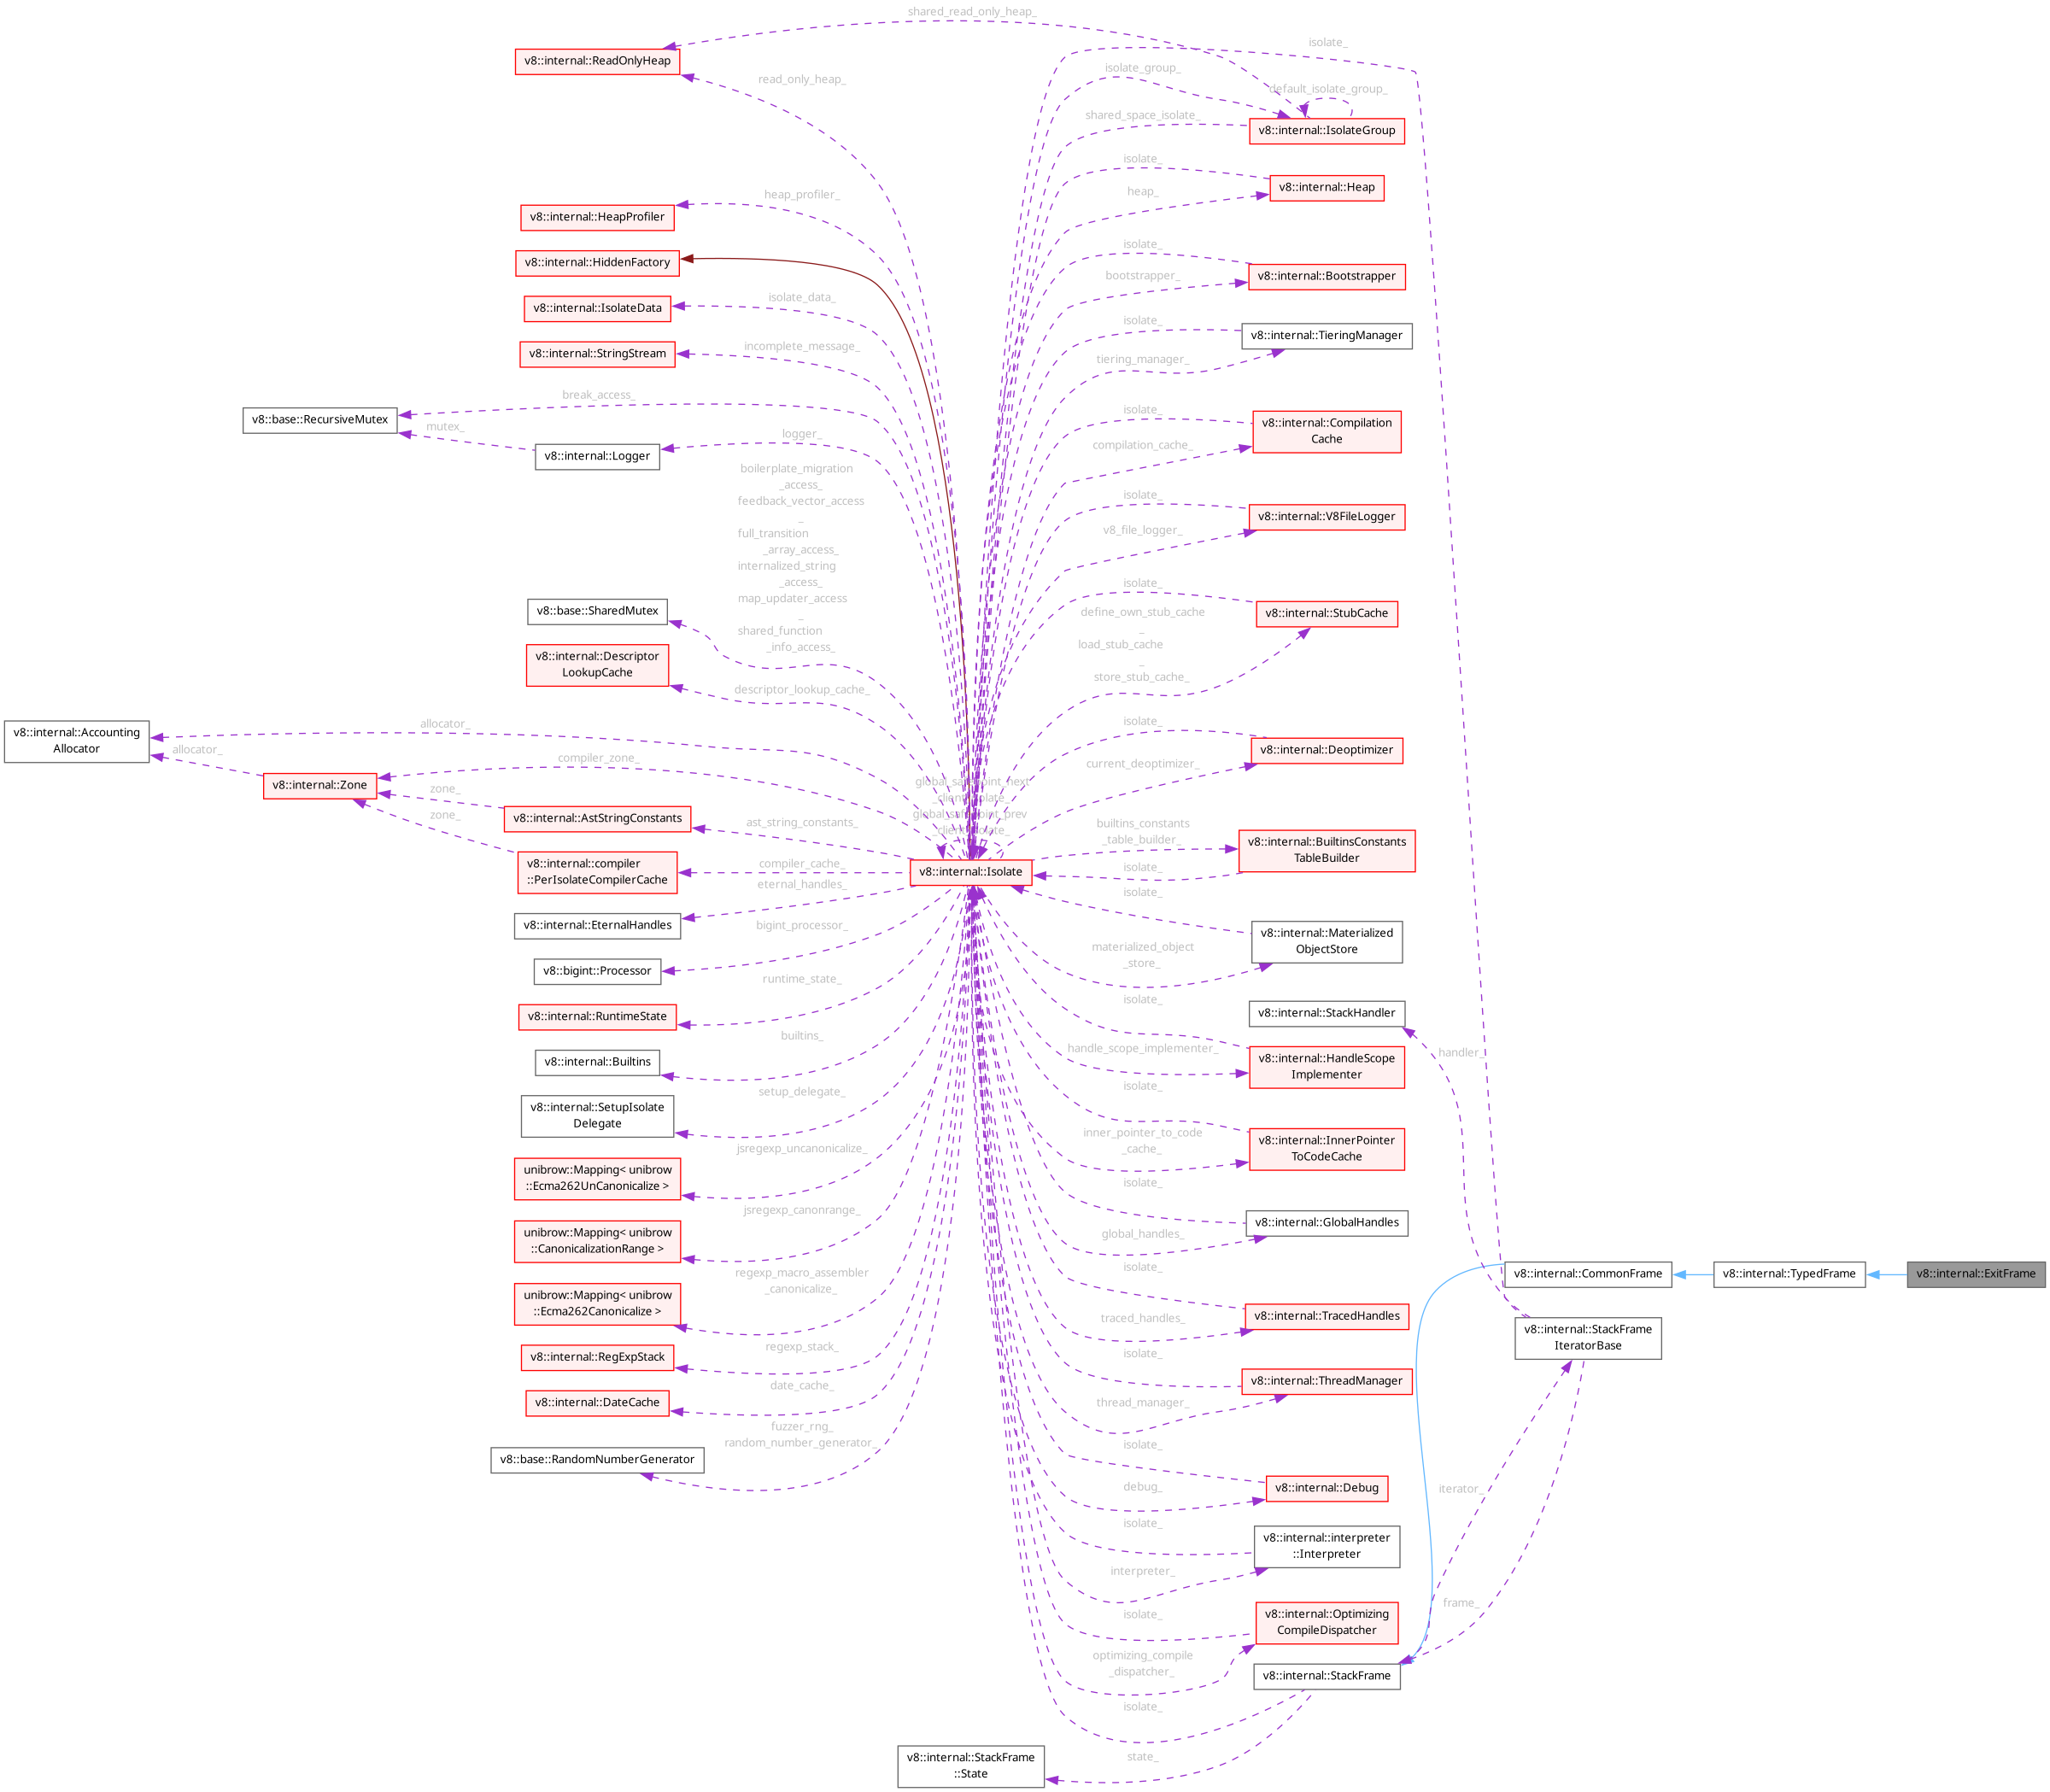 shared_read_only_heap_
isolate_
v8::internal::ReadOnlyHeap
read_only_heap_
isolate_group_
default_isolate_group_
shared_space_isolate_
v8::internal::IsolateGroup
isolate_
v8::internal::Heap
heap_
heap_profiler_
v8::internal::HeapProfiler
isolate_
v8::internal::HiddenFactory
bootstrapper_
v8::internal::Bootstrapper
isolate_data_
v8::internal::IsolateData
isolate_
v8::internal::TieringManager
incomplete_message_
v8::internal::StringStream
tiering_manager_
break_access_
v8::base::RecursiveMutex
mutex_
isolate_
v8::internal::Compilation
Cache
logger_
compilation_cache_
v8::internal::Logger
boilerplate_migration
_access_
feedback_vector_access
_
full_transition
_array_access_
internalized_string
_access_
map_updater_access
_
shared_function
_info_access_
isolate_
v8::internal::V8FileLogger
v8_file_logger_
v8::base::SharedMutex
isolate_
v8::internal::StubCache
define_own_stub_cache
_
load_stub_cache
_
store_stub_cache_
v8::internal::Descriptor
LookupCache
descriptor_lookup_cache_
v8::internal::Accounting
Allocator
allocator_
allocator_
isolate_
v8::internal::Deoptimizer
current_deoptimizer_
compiler_zone_
v8::internal::Zone
zone_
zone_
v8::internal::AstStringConstants
ast_string_constants_
global_safepoint_next
_client_isolate_
global_safepoint_prev
_client_isolate_
builtins_constants
_table_builder_
v8::internal::BuiltinsConstants
TableBuilder
isolate_
v8::internal::compiler
::PerIsolateCompilerCache
compiler_cache_
v8::internal::Isolate
eternal_handles_
v8::internal::EternalHandles
isolate_
v8::internal::Materialized
ObjectStore
materialized_object
_store_
bigint_processor_
v8::bigint::Processor
runtime_state_
v8::internal::RuntimeState
isolate_
v8::internal::StackHandler
builtins_
v8::internal::Builtins
handle_scope_implementer_
v8::internal::HandleScope
Implementer
handler_
isolate_
setup_delegate_
v8::internal::SetupIsolate
Delegate
inner_pointer_to_code
_cache_
v8::internal::InnerPointer
ToCodeCache
jsregexp_uncanonicalize_
unibrow::Mapping< unibrow
::Ecma262UnCanonicalize >
isolate_
jsregexp_canonrange_
unibrow::Mapping< unibrow
::CanonicalizationRange >
global_handles_
v8::internal::GlobalHandles
isolate_
v8::internal::CommonFrame
v8::internal::TypedFrame
v8::internal::ExitFrame
regexp_macro_assembler
_canonicalize_
unibrow::Mapping< unibrow
::Ecma262Canonicalize >
traced_handles_
v8::internal::TracedHandles
v8::internal::StackFrame
IteratorBase
regexp_stack_
v8::internal::RegExpStack
isolate_
v8::internal::ThreadManager
thread_manager_
date_cache_
v8::internal::DateCache
fuzzer_rng_
random_number_generator_
v8::base::RandomNumberGenerator
isolate_
debug_
v8::internal::Debug
iterator_
isolate_
v8::internal::interpreter
::Interpreter
interpreter_
isolate_
v8::internal::Optimizing
CompileDispatcher
frame_
optimizing_compile
_dispatcher_
v8::internal::StackFrame
isolate_
state_
v8::internal::StackFrame
::State